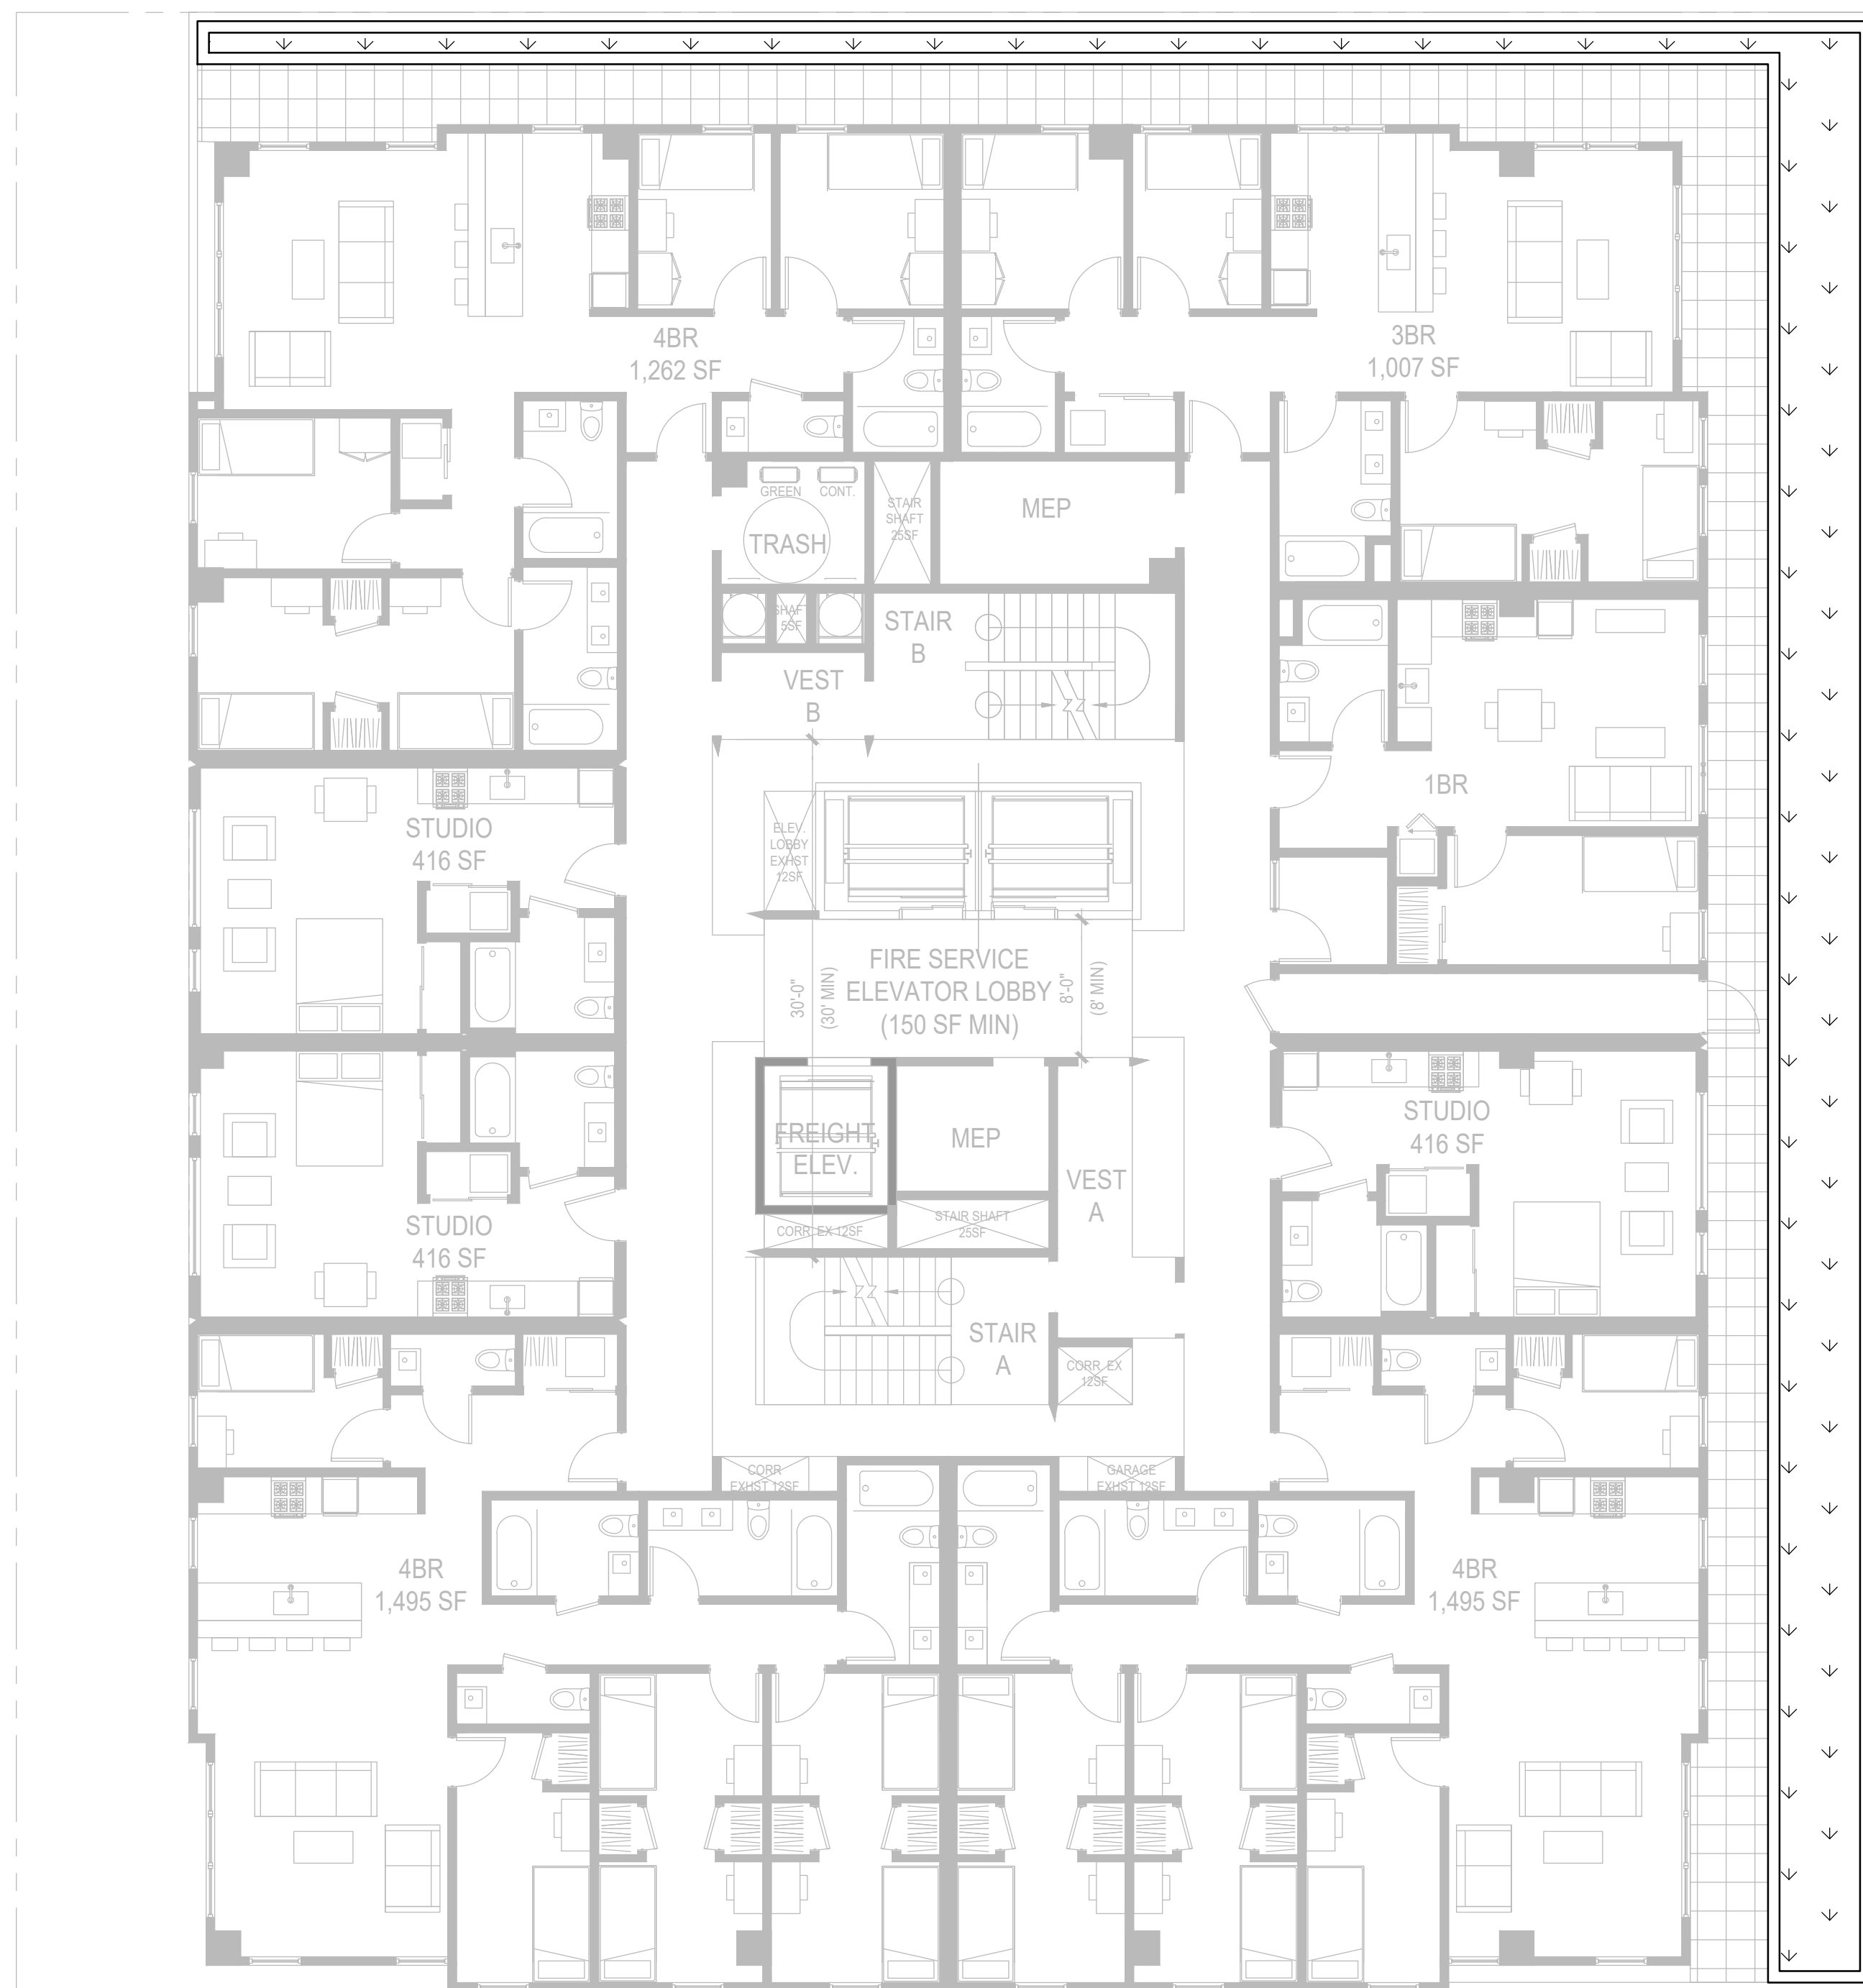 4BR
1,262 SF
3BR
1,007 SF
GREEN
CONT.
TRASH
STAIR
SHAFT
25SF
MEP
SHAFT
5SF
STAIR
B
VEST
B
1BR
STUDIO
416 SF
ELEV.
LOBBY
EXHST
12SF
FIRE SERVICE
ELEVATOR LOBBY
(150 SF MIN)
30'-0"
(30' MIN)
8'-0"
(8' MIN)
FREIGHT
ELEV.
MEP
VEST
A
STUDIO
416 SF
STUDIO
416 SF
CORR. EX 12SF
STAIR SHAFT
25SF
STAIR
A
CORR. EX
12SF
CORR
EXHST 12SF
GARAGE
EXHST 12SF
4BR
1,495 SF
4BR
1,495 SF